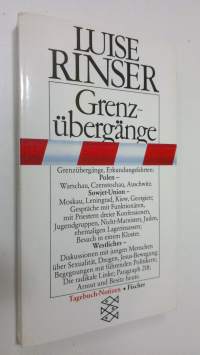 LUISE
RINSER
Grenz-
übergänge
Grenzübergänge, Erkundungsfahrten:
Polen –
Warschau, Czenstochau, Auschwitz.
Sowjet-Union –
Moskau, Leningrad, Kiew, Georgien;
Gespräche mit Funktionären,
mit Priestern dreier Konfessionen,
Jugendgruppen, Nicht-Marxisten, Juden,
ehemaligen Lagerinsassen;
Besuch in einem Kloster.
Westliches –
Diskussionen mit jungen Menschen
über Sexualität, Drogen, Jesus-Bewegung
Begegnungen mit führenden Politikern;
Die radikale Linke; Paragraph 218;
Armut und Besitz heute.
Tagebuch-Notizen • Fischer